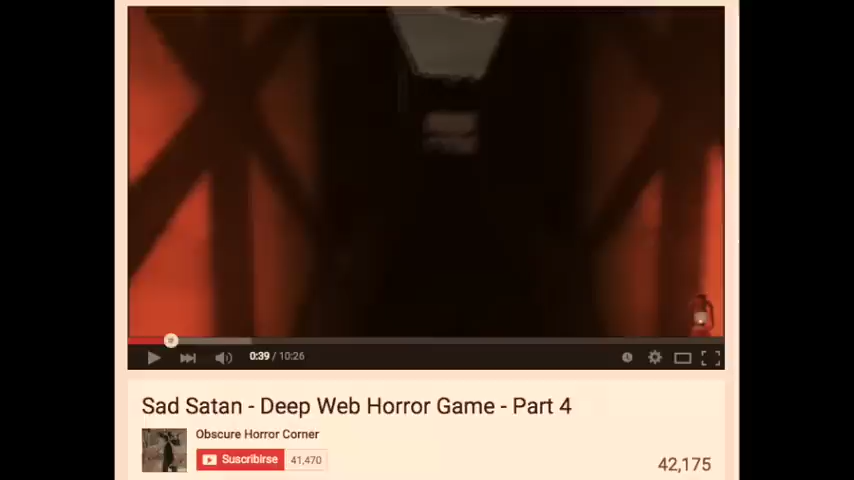 0:39 / 10:26
Sad Satan - Deep Web Horror Game - Part 4
Obscure Horror Corner
Suscribirse 41,470
42,175